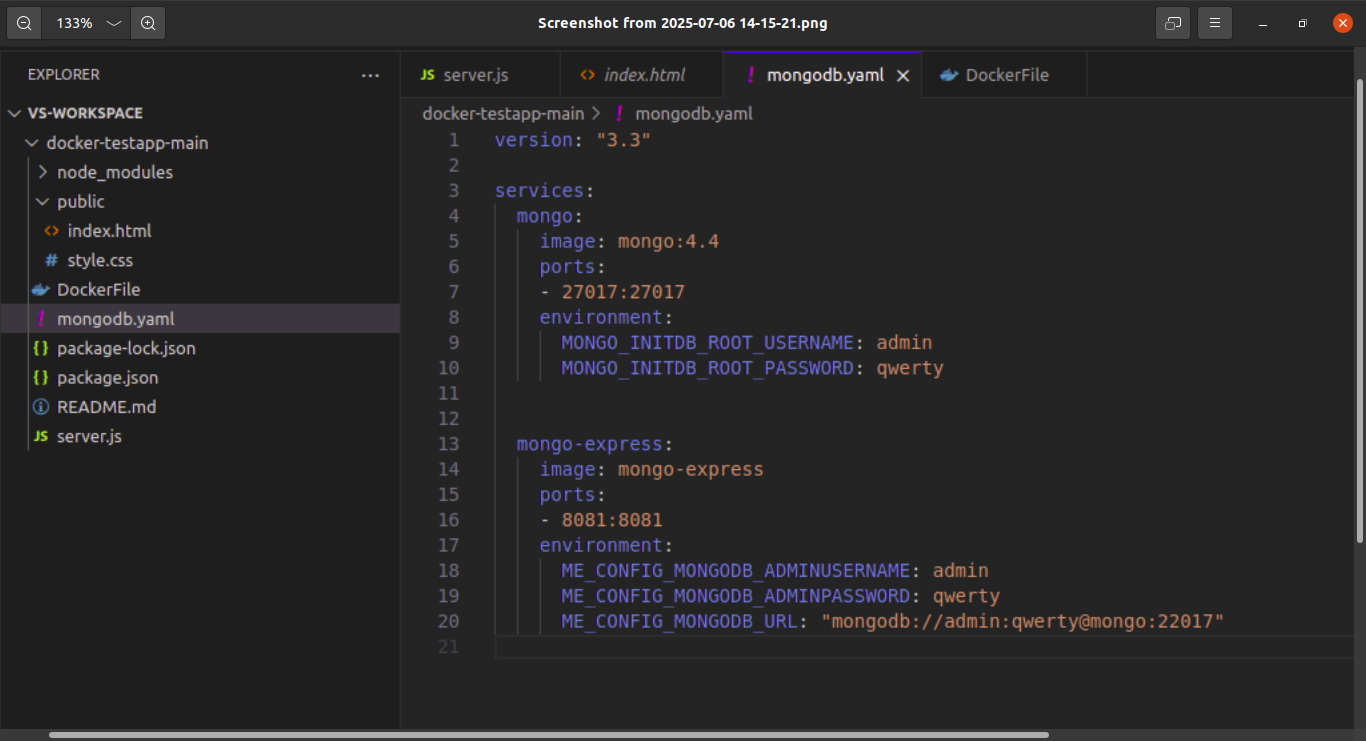 133%
Screenshot from 2025-07-06 14-15-21.png
EXPLORER
VS-WORKSPACE
docker-testapp-main
node_modules
public
index.html
style.css
DockerFile
mongodb.yaml
package-lock.json
package.json
README.md
server.js
JS server.js <> index.html ! mongodb.yaml DockerFile
docker-testapp-main > ! mongodb.yaml
1 version: "3.3"
2
3 services:
4 mongo:
5 image: mongo:4.4
6 ports:
7 - 27017:27017
8 environment:
9 MONGO_INITDB_ROOT_USERNAME: admin
10 MONGO_INITDB_ROOT_PASSWORD: qwerty
11
12
13 mongo-express:
14 image: mongo-express
15 ports:
16 - 8081:8081
17 environment:
18 ME_CONFIG_MONGODB_ADMINUSERNAME: admin
19 ME_CONFIG_MONGODB_ADMINPASSWORD: qwerty
20 ME_CONFIG_MONGODB_URL: "mongodb://admin:qwerty@mongo:22017"
21